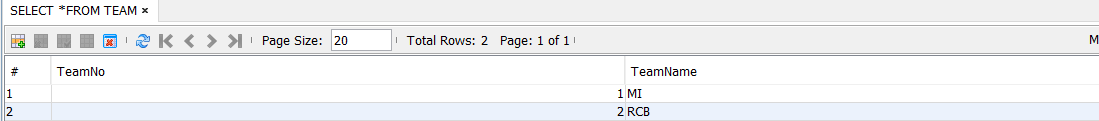 SELECT *FROM TEAM ×
Page Size: 20 Total Rows: 2 Page: 1 of 1 M
# TeamNo TeamName
1 1 MI
2 2 RCB